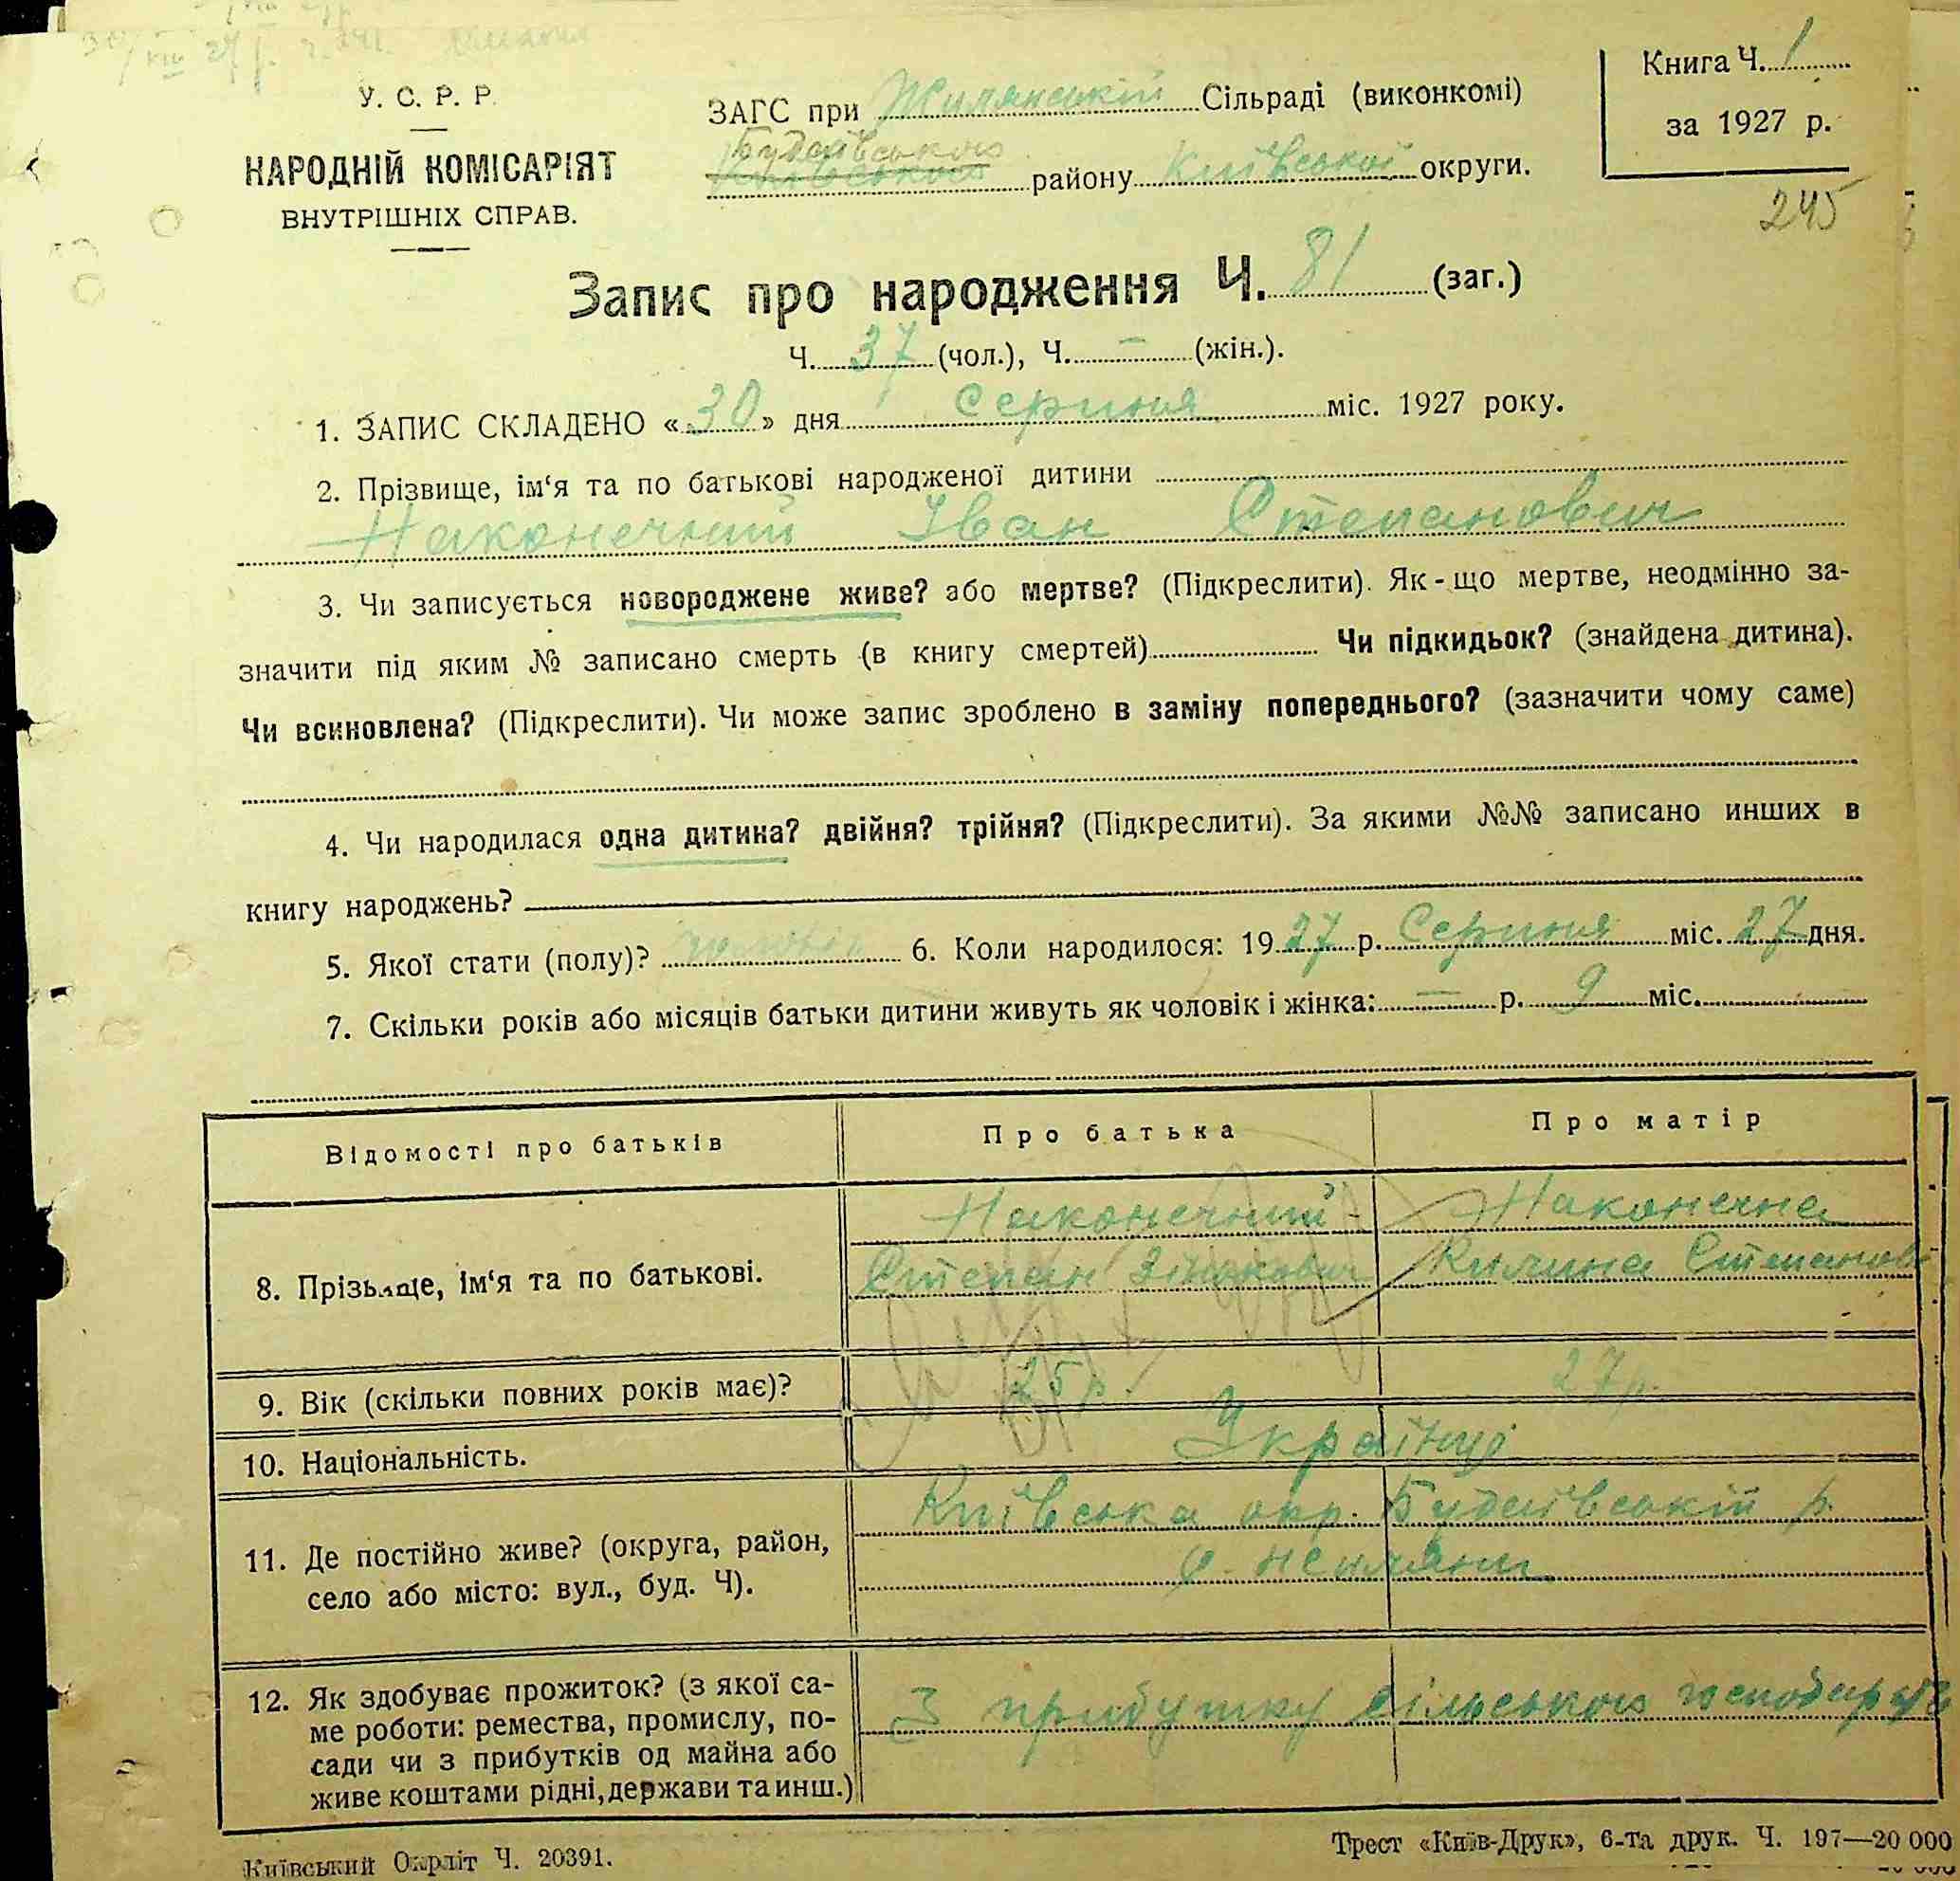 У. С. Р. Р.
НАРОДНІЙ КОМІСАРІЯТ
ВНУТРІШНІХ СПРАВ.
ЗАГС при Жилянській Сільраді (виконкомі)
Будаївського
Київського району Київської округи.
Книга Ч. 1
за 1927 р.
245
Запис про народження Ч. 81 (заг.)
Ч. 37 (чол.), Ч. — (жін.).
1. ЗАПИС СКЛАДЕНО «30» дня Серпня міс. 1927 року.
2. Прізвище, ім‘я та по батькові народженої дитини
Наконечний Іван Степанович
3. Чи записується новороджене живе? або мертве? (Підкреслити). Як-що мертве, неодмінно за-
значити під яким № записано смерть (в книгу смертей) Чи підкидьок? (знайдена дитина).
Чи всиновлена? (Підкреслити). Чи може запис зроблено в заміну попереднього? (зазначити чому саме)
4. Чи народилася одна дитина? двійня? трійня? (Підкреслити). За якими №№ записано инших в
книгу народжень?
5. Якої стати (полу)? 6. Коли народилося: 1927 р. Серпня міс. 27 дня.
7. Скільки років або місяців батьки дитини живуть як чоловік і жінка: — р. 9 міс.
Відомості про батьків Про батька Про матір
8. Прізвище, ім‘я та по батькові.
Наконечний Наконечна
Степан Килина Степанов
9. Вік (скільки повних років має)? 25 р. 27 р.
10. Національність. Українці
11. Де постійно живе? (округа, район,
село або місто: вул., буд. Ч).
Київська окр. Будаївській р.
12. Як здобуває прожиток? (з якої са-
ме роботи: ремества, промислу, по-
сади чи з прибутків од майна або
живе коштами рідні, держави та инш.)
З прибутку сільського господарств
Київський Окрліт Ч. 20391.
Трест «Київ-Друк», 6-та друк. Ч. 197—20 000